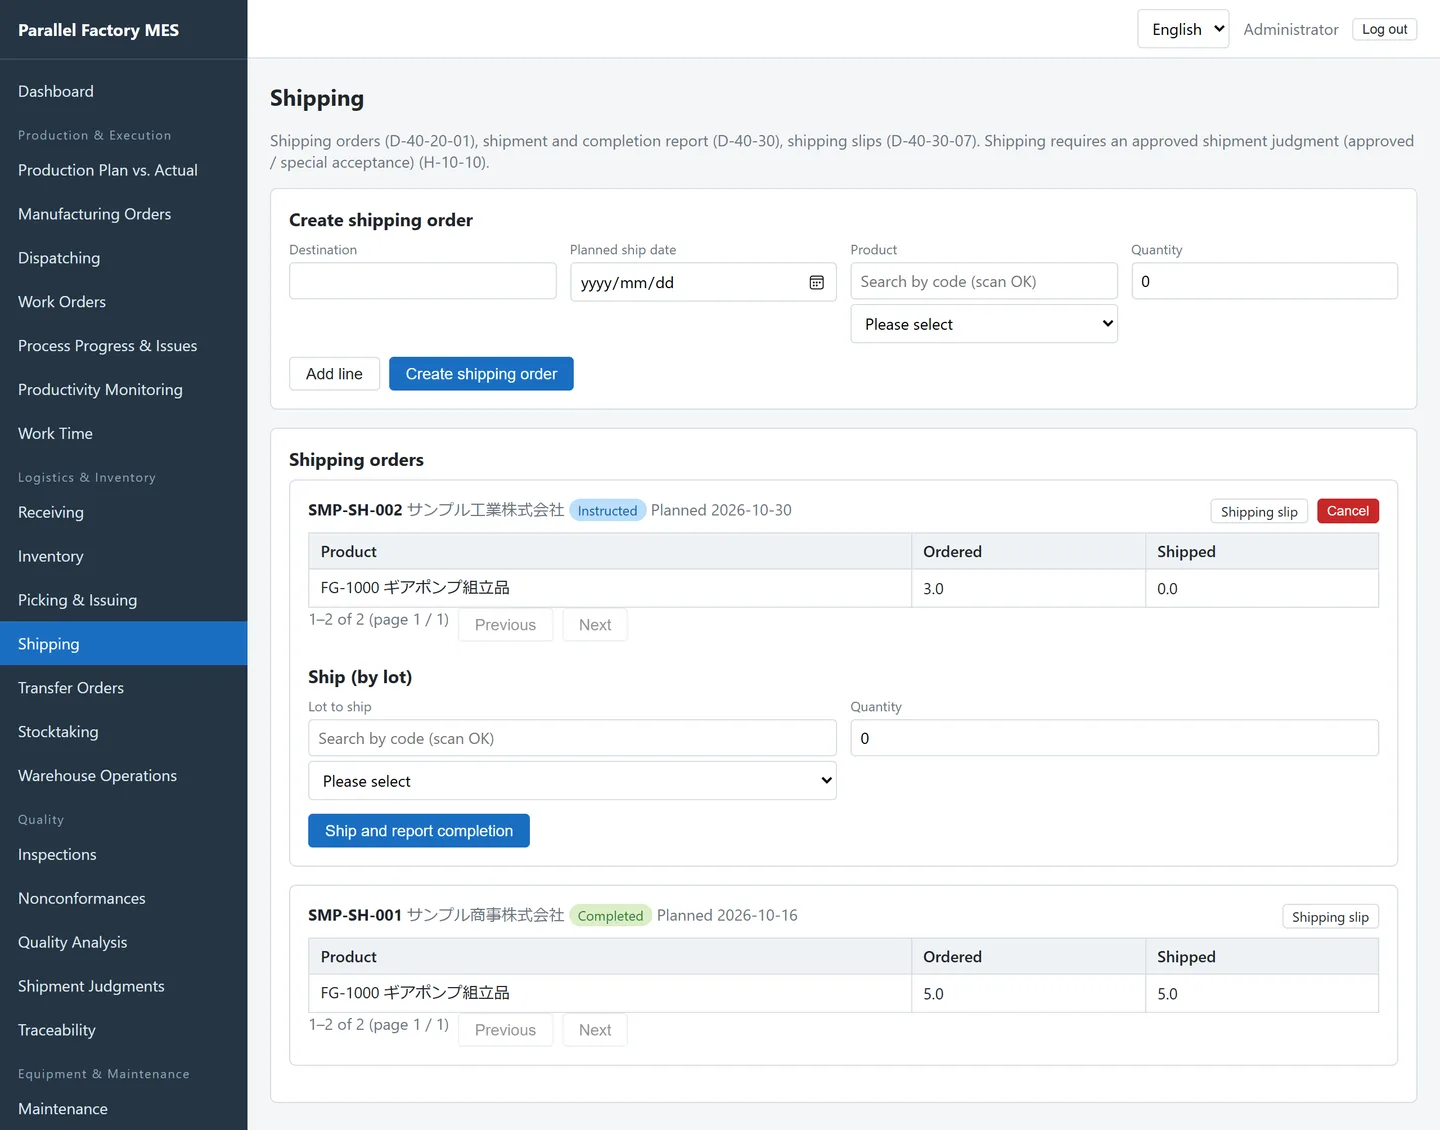 Parallel Factory MES
English
Administrator
Log out
Dashboard
Production & Execution
Production Plan vs. Actual
Manufacturing Orders
Dispatching
Work Orders
Process Progress & Issues
Productivity Monitoring
Work Time
Logistics & Inventory
Receiving
Inventory
Picking & Issuing
Shipping
Transfer Orders
Stocktaking
Warehouse Operations
Quality
Inspections
Nonconformances
Quality Analysis
Shipment Judgments
Traceability
Equipment & Maintenance
Maintenance
Shipping
Shipping orders (D-40-20-01), shipment and completion report (D-40-30), shipping slips (D-40-30-07). Shipping requires an approved shipment judgment (approved
/ special acceptance) (H-10-10).
Create shipping order
Destination
Planned ship date
yyyy/mm/dd
Product
Search by code (scan OK)
Please select
Quantity
0
Add line
Create shipping order
Shipping orders
SMP-SH-002 サンプル工業株式会社 Instructed Planned 2026-10-30
Shipping slip
Cancel
Product Ordered Shipped
FG-1000 ギアポンプ組立品 3.0 0.0
1–2 of 2 (page 1 / 1) Previous Next
Ship (by lot)
Lot to ship
Search by code (scan OK)
Please select
Quantity
0
Ship and report completion
SMP-SH-001 サンプル商事株式会社 Completed Planned 2026-10-16
Shipping slip
Product Ordered Shipped
FG-1000 ギアポンプ組立品 5.0 5.0
1–2 of 2 (page 1 / 1) Previous Next